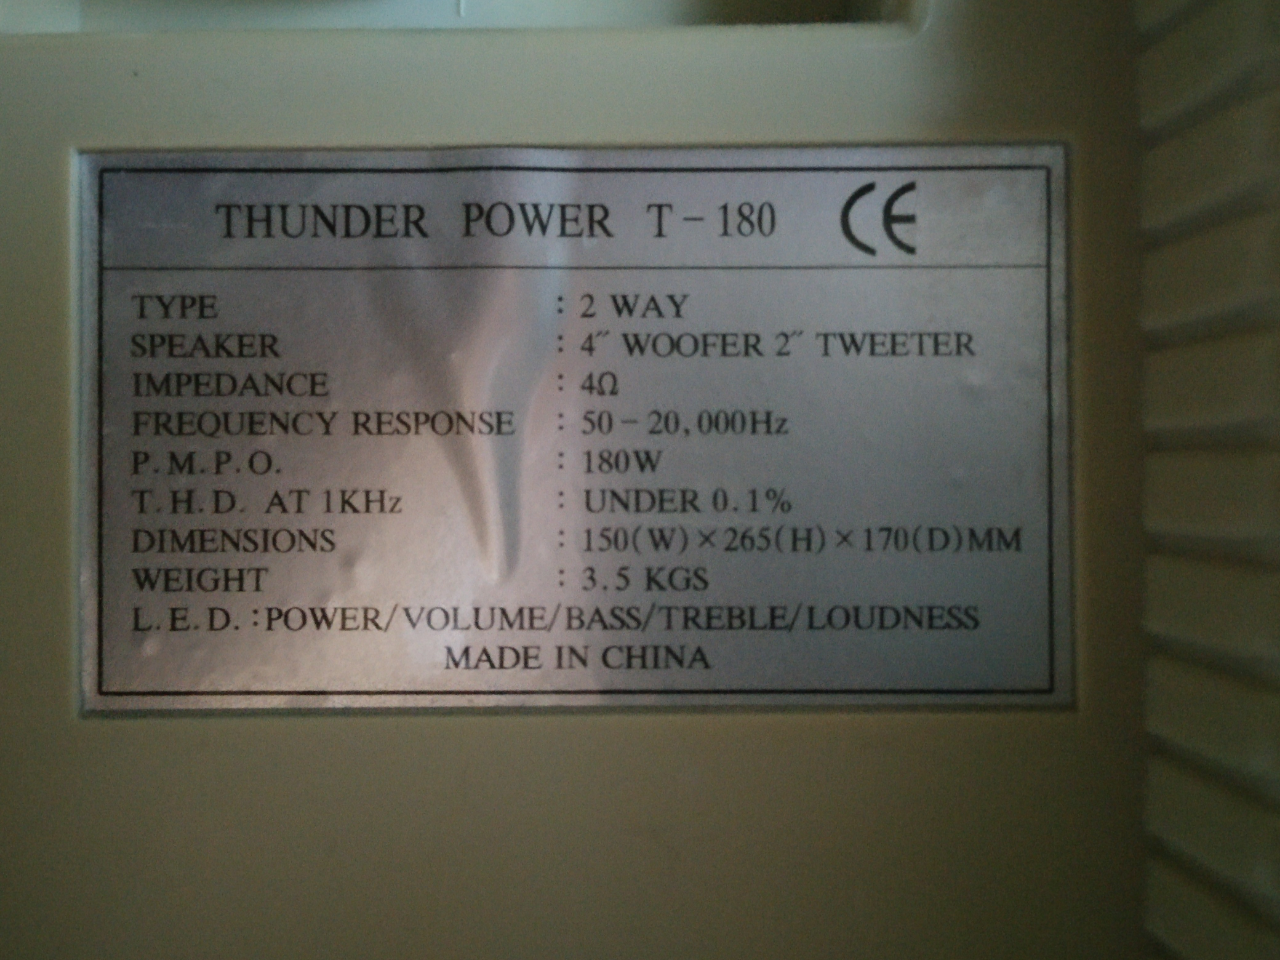 THUNDER POWER T-180 CE
TYPE : 2 WAY
SPEAKER : 4″ WOOFER 2″ TWEETER
IMPEDANCE : 4Ω
FREQUENCY RESPONSE : 50-20,000Hz
P.M.P.O. : 180W
T.H.D. AT 1KHz : UNDER 0.1%
DIMENSIONS : 150(W)×265(H)×170(D)MM
WEIGHT : 3.5 KGS
L.E.D. :POWER/VOLUME/BASS/TREBLE/LOUDNESS
MADE IN CHINA